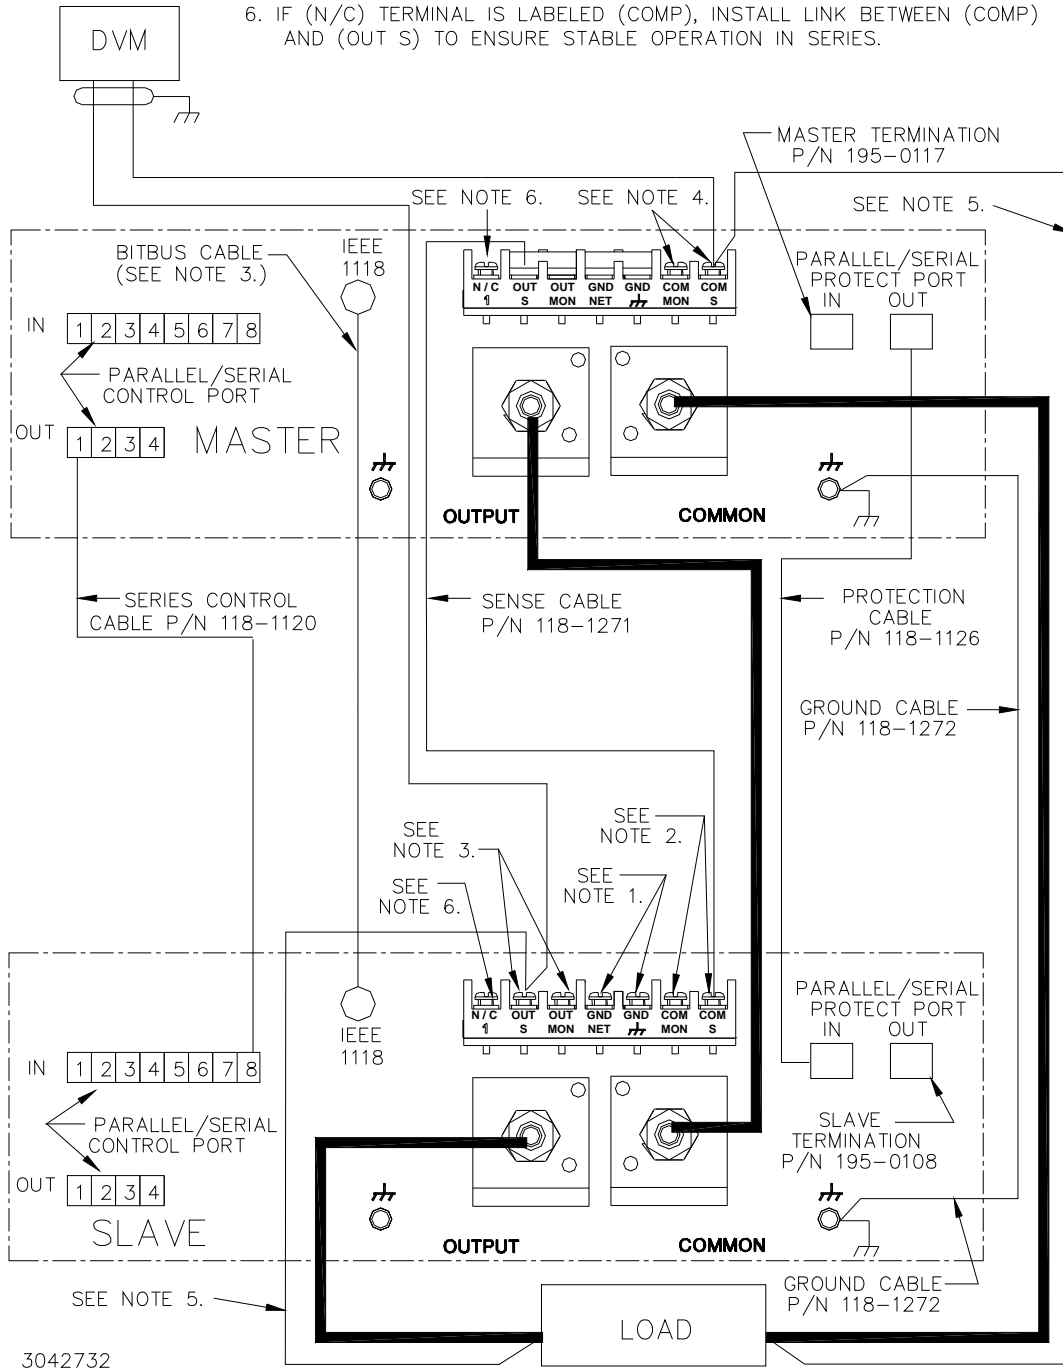 6. IF (N/C) TERMINAL IS LABELED (COMP), INSTALL LINK BETWEEN (COMP)
AND (OUT S) TO ENSURE STABLE OPERATION IN SERIES.
DVM
MASTER TERMINATION
P/N 195-0117
SEE NOTE 6.
SEE NOTE 4.
SEE NOTE 5.
BITBUS CABLE
(SEE NOTE 3.)
IEEE
1118
N/C
1
OUT
S
OUT
MON
GND
NET
GND
COM
MON
COM
S
PARALLEL/SERIAL
PROTECT PORT
IN
OUT
IN
1 2 3 4 5 6 7 8
PARALLEL/SERIAL
CONTROL PORT
OUT
1 2 3 4
MASTER
OUTPUT
COMMON
SERIES CONTROL
CABLE P/N 118-1120
SENSE CABLE
P/N 118-1271
PROTECTION
CABLE
P/N 118-1126
GROUND CABLE
P/N 118-1272
SEE
NOTE 3.
SEE
NOTE 2.
SEE
NOTE 6.
SEE
NOTE 1.
IEEE
1118
N/C
1
OUT
S
OUT
MON
GND
NET
GND
COM
MON
COM
S
PARALLEL/SERIAL
PROTECT PORT
IN
OUT
IN
1 2 3 4 5 6 7 8
PARALLEL/SERIAL
CONTROL PORT
OUT
1 2 3 4
SLAVE
SLAVE
TERMINATION
P/N 195-0108
OUTPUT
COMMON
SEE NOTE 5.
GROUND CABLE
P/N 118-1272
LOAD
3042732